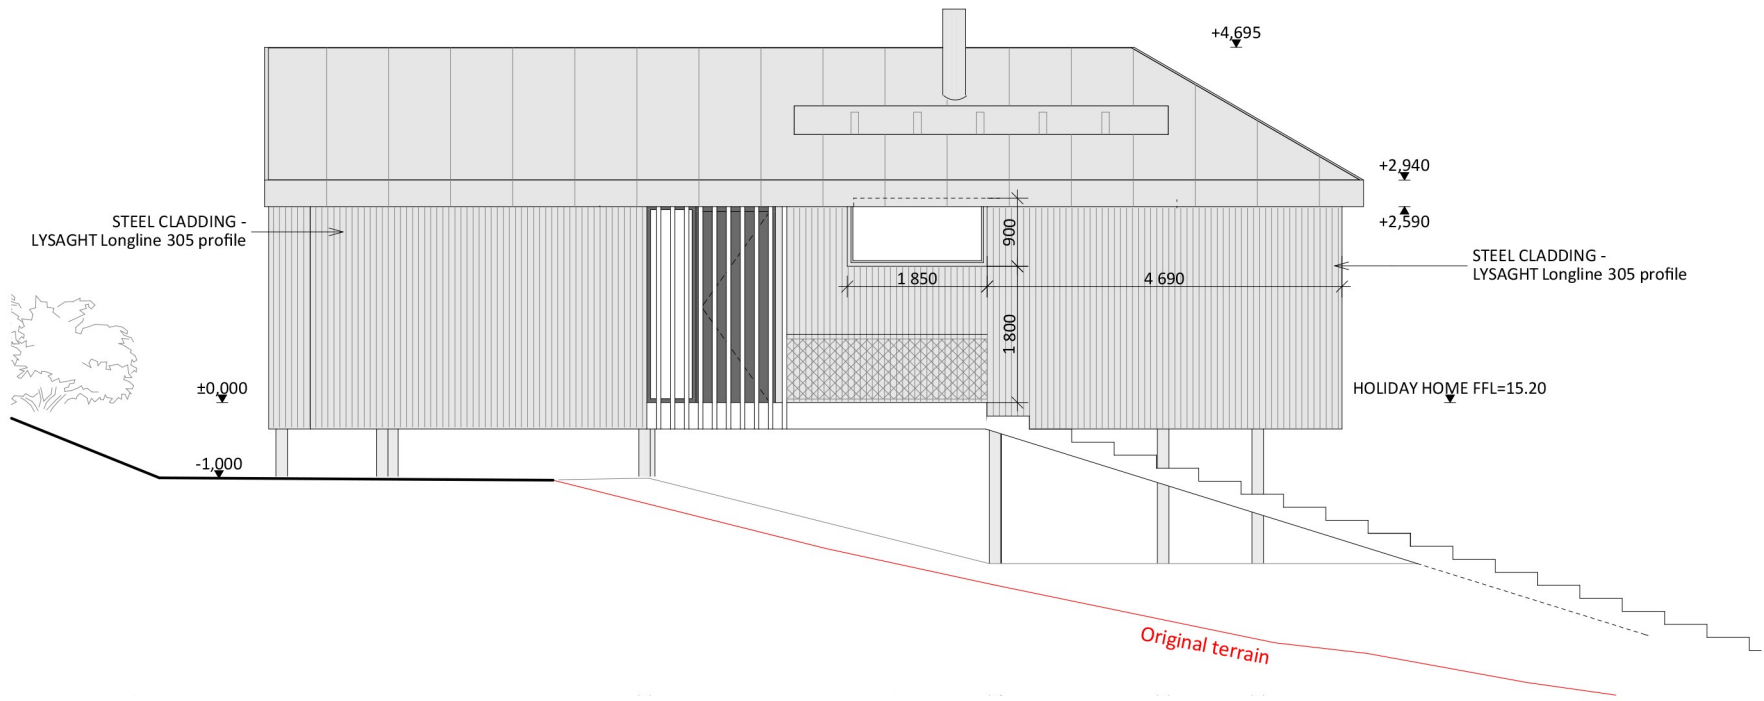 +4,695
+2,940
+2,590
STEEL CLADDING -
LYSAGHT Longline 305 profile
900
STEEL CLADDING -
LYSAGHT Longline 305 profile
1 850
4 690
1 800
±0,000
HOLIDAY HOME FFL=15.20
-1,000
Original terrain